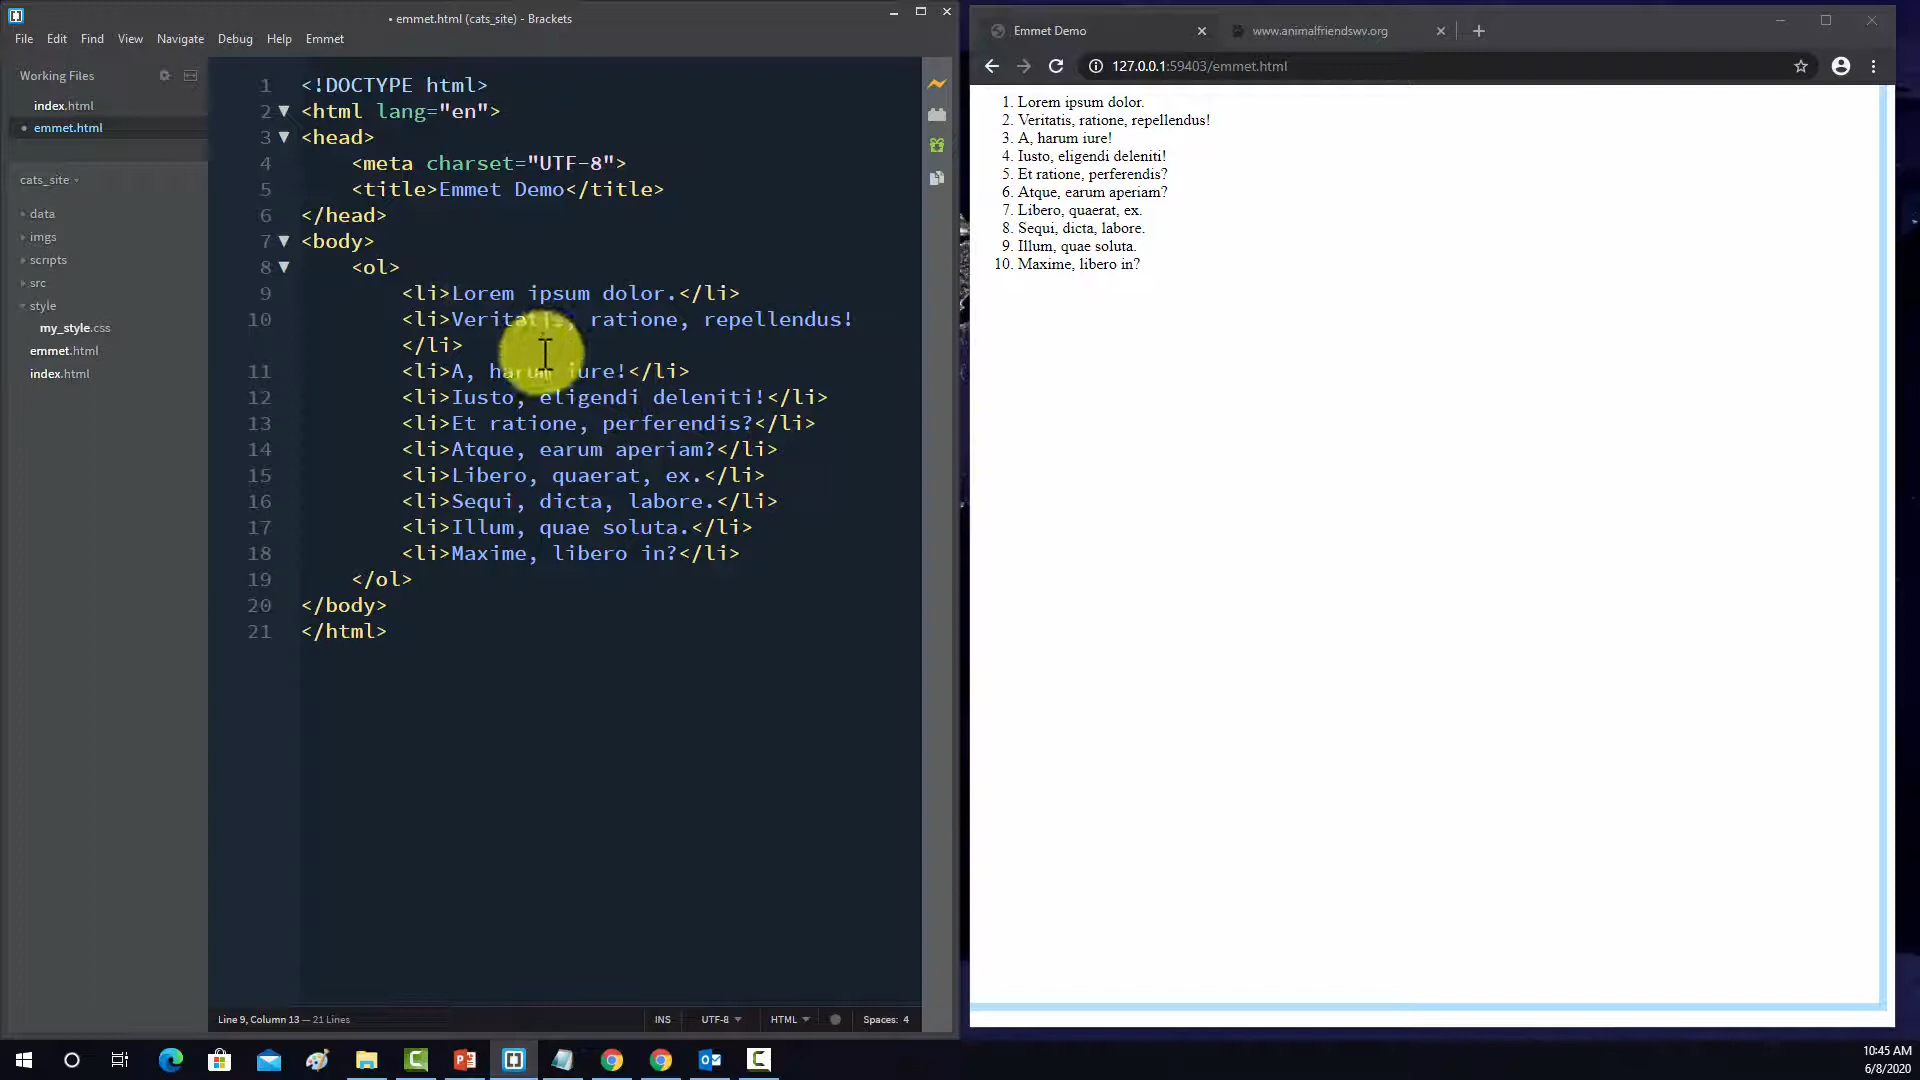 • emmet.html (cats_site) - Brackets
File Edit Find View Navigate Debug Help Emmet
Working Files
index.html
• emmet.html
cats_site
data
imgs
scripts
src
style
my_style.css
emmet.html
index.html
1 <!DOCTYPE html>
2 <html lang="en">
3 <head>
4 <meta charset="UTF-8">
5 <title>Emmet Demo</title>
6 </head>
7 <body>
8 <ol>
9 <li>Lorem ipsum dolor.</li>
10 <li>Veritatis, ratione, repellendus!
</li>
11 <li>A, harum iure!</li>
12 <li>Iusto, eligendi deleniti!</li>
13 <li>Et ratione, perferendis?</li>
14 <li>Atque, earum aperiam?</li>
15 <li>Libero, quaerat, ex.</li>
16 <li>Sequi, dicta, labore.</li>
17 <li>Illum, quae soluta.</li>
18 <li>Maxime, libero in?</li>
19 </ol>
20 </body>
21 </html>
Line 9, Column 13 — 21 Lines
INS UTF-8 HTML Spaces: 4
Emmet Demo
www.animalfriendswv.org
127.0.0.1:59403/emmet.html
1. Lorem ipsum dolor.
2. Veritatis, ratione, repellendus!
3. A, harum iure!
4. Iusto, eligendi deleniti!
5. Et ratione, perferendis?
6. Atque, earum aperiam?
7. Libero, quaerat, ex.
8. Sequi, dicta, labore.
9. Illum, quae soluta.
10. Maxime, libero in?
10:45 AM
6/8/2020